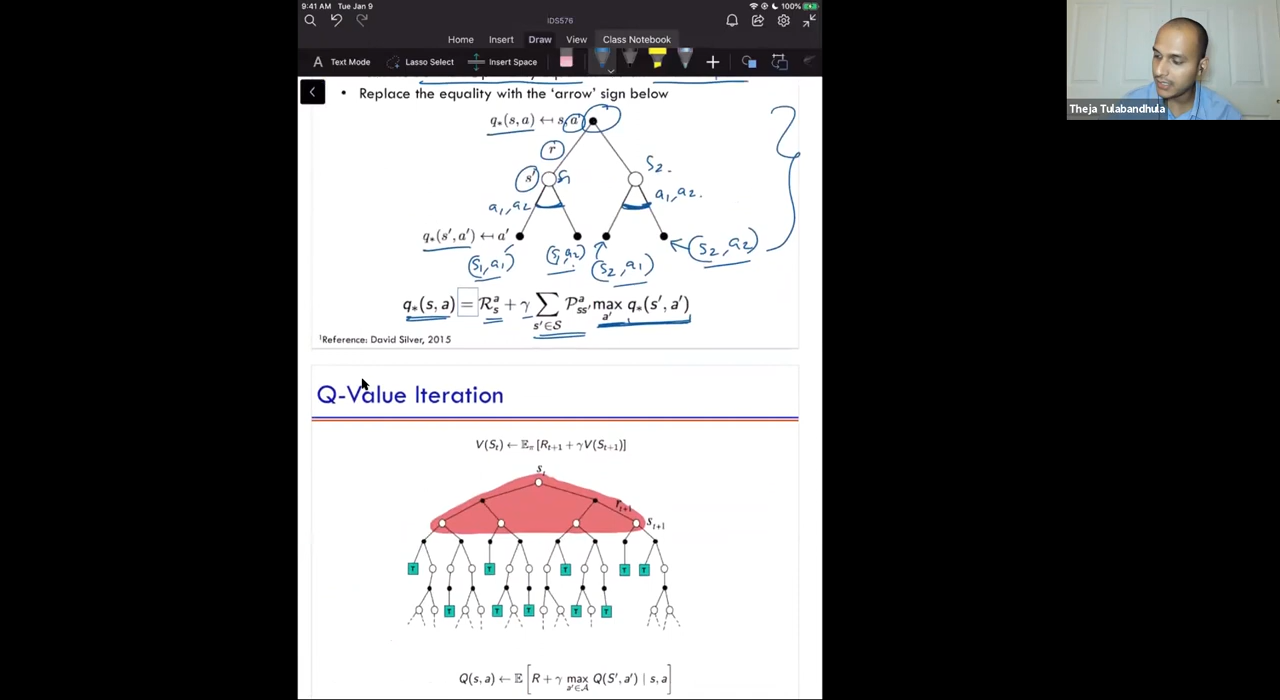 9:41 AM Tue Jan 9
100%
IDS576
Home Insert Draw View Class Notebook
Text Mode Lasso Select Insert Space
Theja Tulabandhula
• Replace the equality with the ‘arrow’ sign below
q*(s, a) ↤ s, a
r
s' S1 S2.
a1, a2 a1, a2.
q*(s', a') ↤ a'
(S1, a1) (S1, a2) (S2, a1) (S2, a2)
q*(s, a) = R_s^a + γ ∑_{s'∈S} P_{ss'}^a max_{a'} q*(s', a')
1Reference: David Silver, 2015
Q-Value Iteration
V(S_t) ← 𝔼_π [R_{t+1} + γV(S_{t+1})]
s_t
r_{t+1}
s_{t+1}
T T T T T
T T T T T
Q(s, a) ← 𝔼 [R + γ max_{a'∈A} Q(S', a') | s, a]